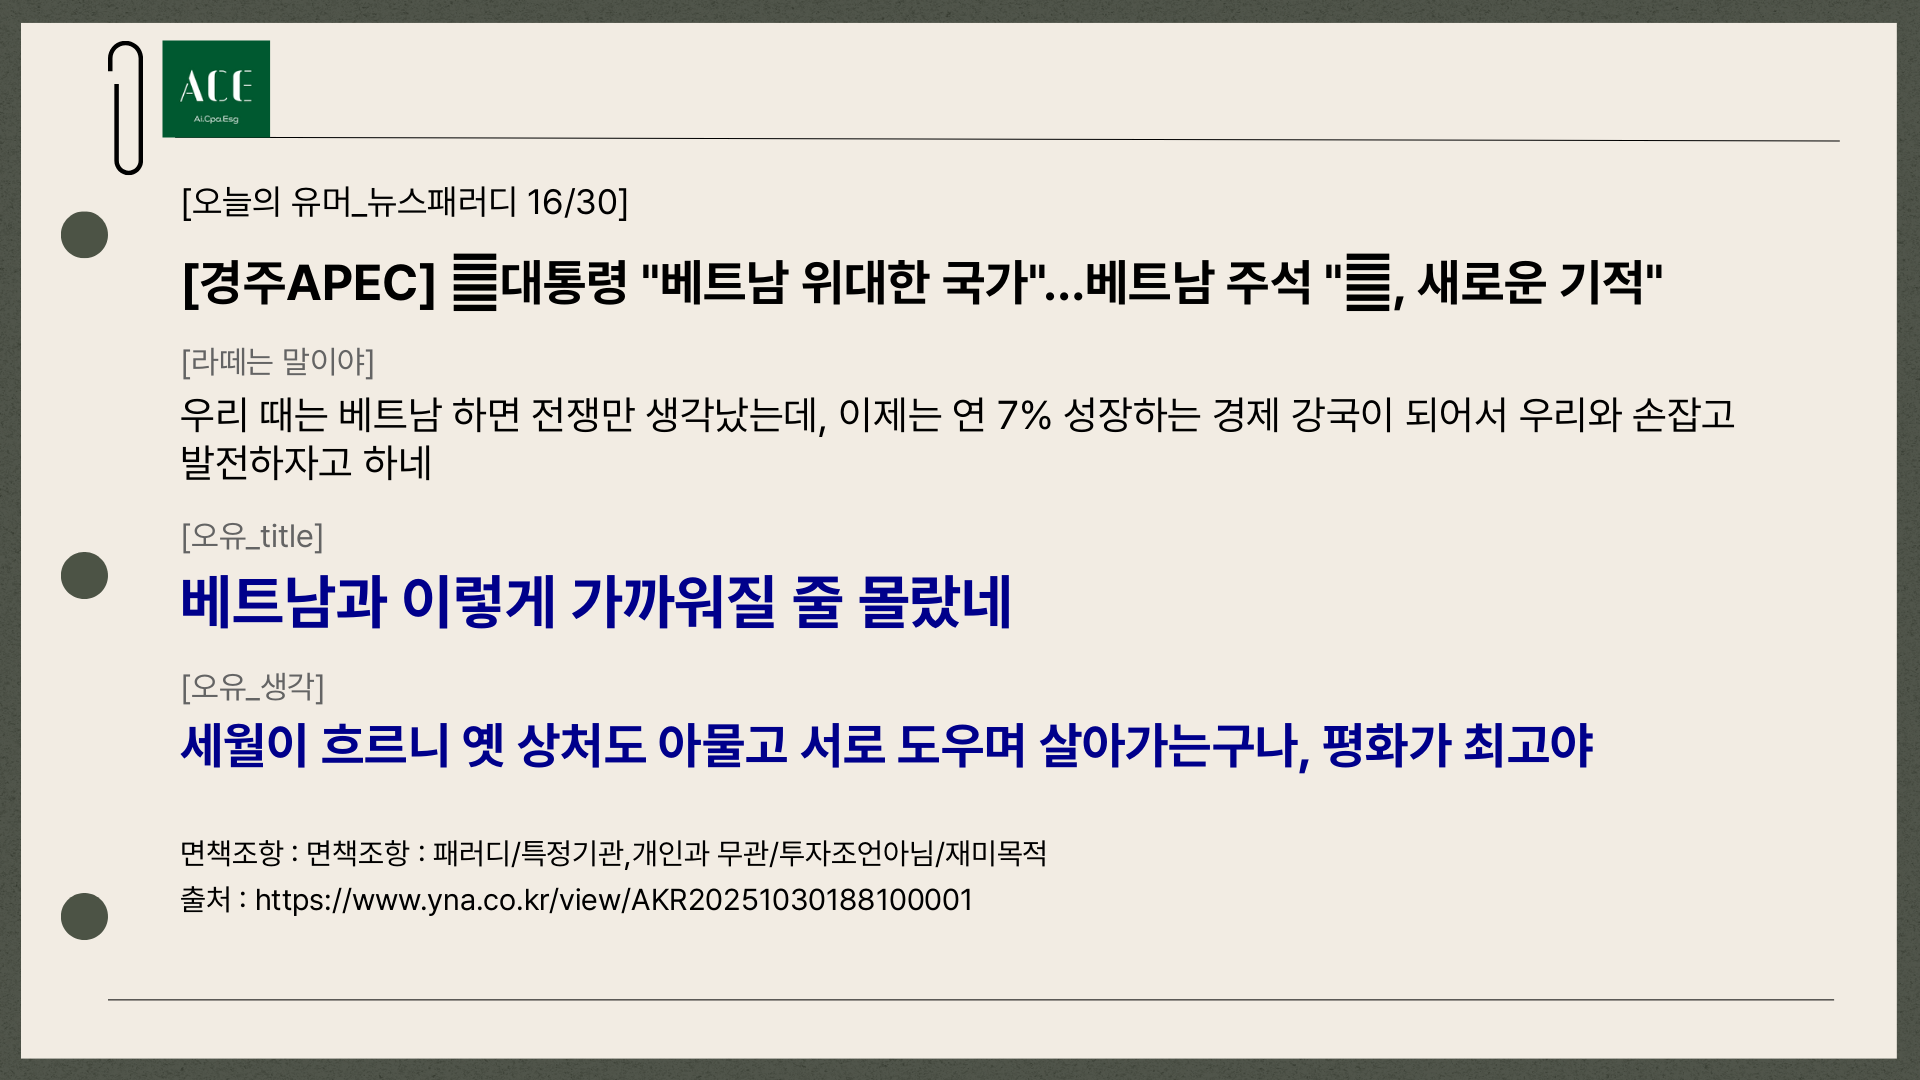 ACE
Ai.Cpa.Esg
[오늘의 유머_뉴스패러디 16/30]
[경주APEC] 대통령 "베트남 위대한 국가"...베트남 주석 ", 새로운 기적"
[라떼는 말이야]
우리 때는 베트남 하면 전쟁만 생각났는데, 이제는 연 7% 성장하는 경제 강국이 되어서 우리와 손잡고
발전하자고 하네
[오유_title]
베트남과 이렇게 가까워질 줄 몰랐네
[오유_생각]
세월이 흐르니 옛 상처도 아물고 서로 도우며 살아가는구나, 평화가 최고야
면책조항 : 면책조항 : 패러디/특정기관,개인과 무관/투자조언아님/재미목적
출처 : https://www.yna.co.kr/view/AKR20251030188100001